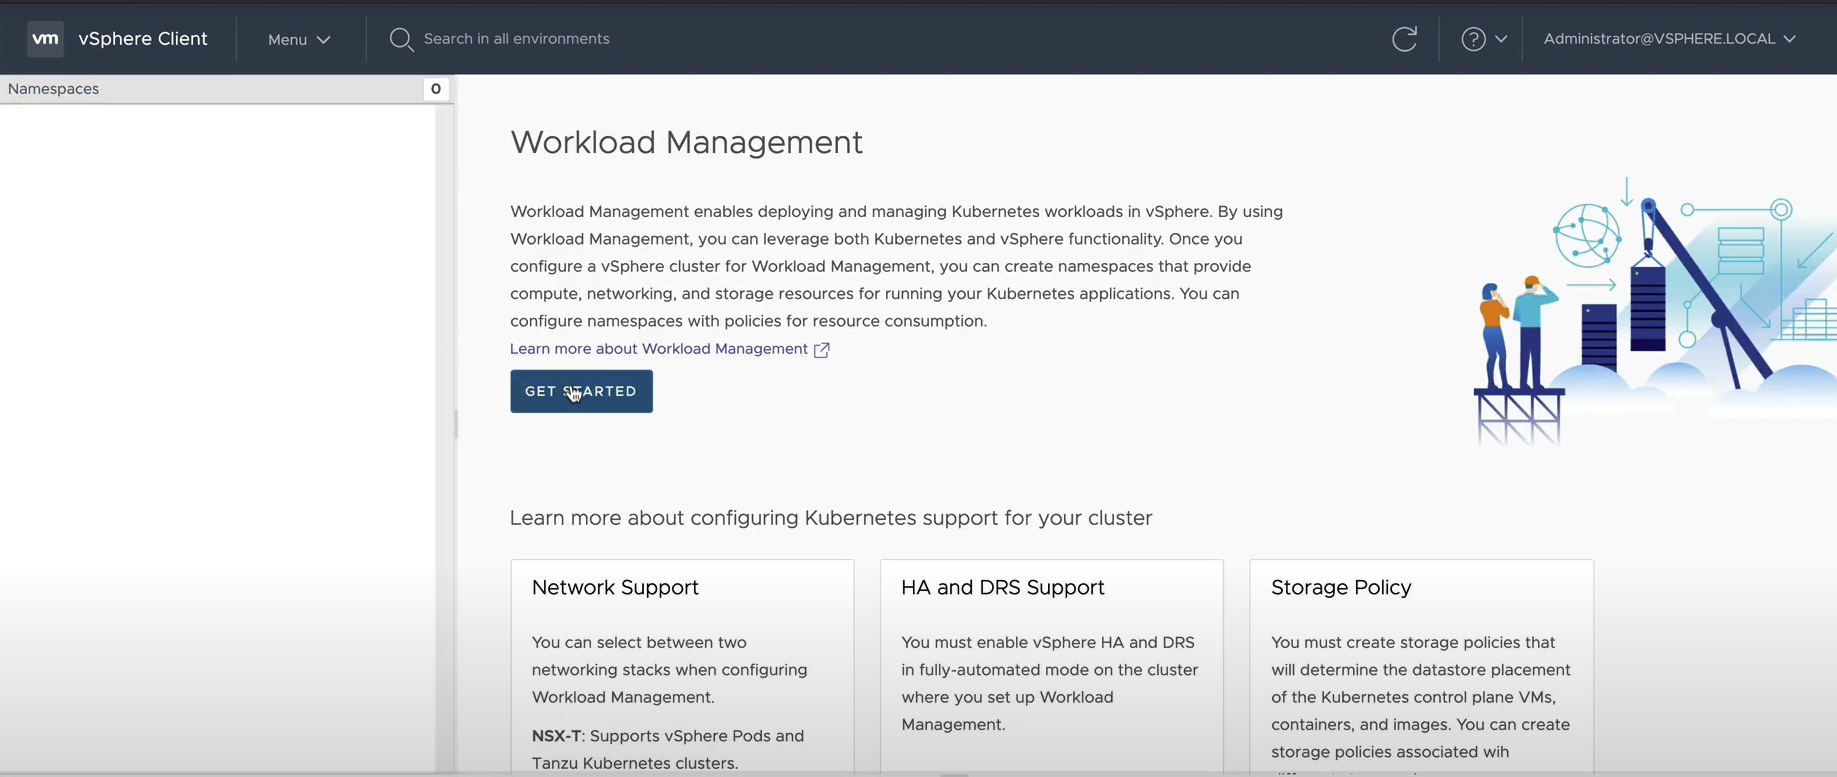 vm vSphere Client Menu Search in all environments Administrator@VSPHERE.LOCAL
Namespaces 0
Workload Management
Workload Management enables deploying and managing Kubernetes workloads in vSphere. By using
Workload Management, you can leverage both Kubernetes and vSphere functionality. Once you
configure a vSphere cluster for Workload Management, you can create namespaces that provide
compute, networking, and storage resources for running your Kubernetes applications. You can
configure namespaces with policies for resource consumption.
Learn more about Workload Management
GET STARTED
Learn more about configuring Kubernetes support for your cluster
Network Support
You can select between two
networking stacks when configuring
Workload Management.
NSX-T: Supports vSphere Pods and
Tanzu Kubernetes clusters.
HA and DRS Support
You must enable vSphere HA and DRS
in fully-automated mode on the cluster
where you set up Workload
Management.
Storage Policy
You must create storage policies that
will determine the datastore placement
of the Kubernetes control plane VMs,
containers, and images. You can create
storage policies associated wih